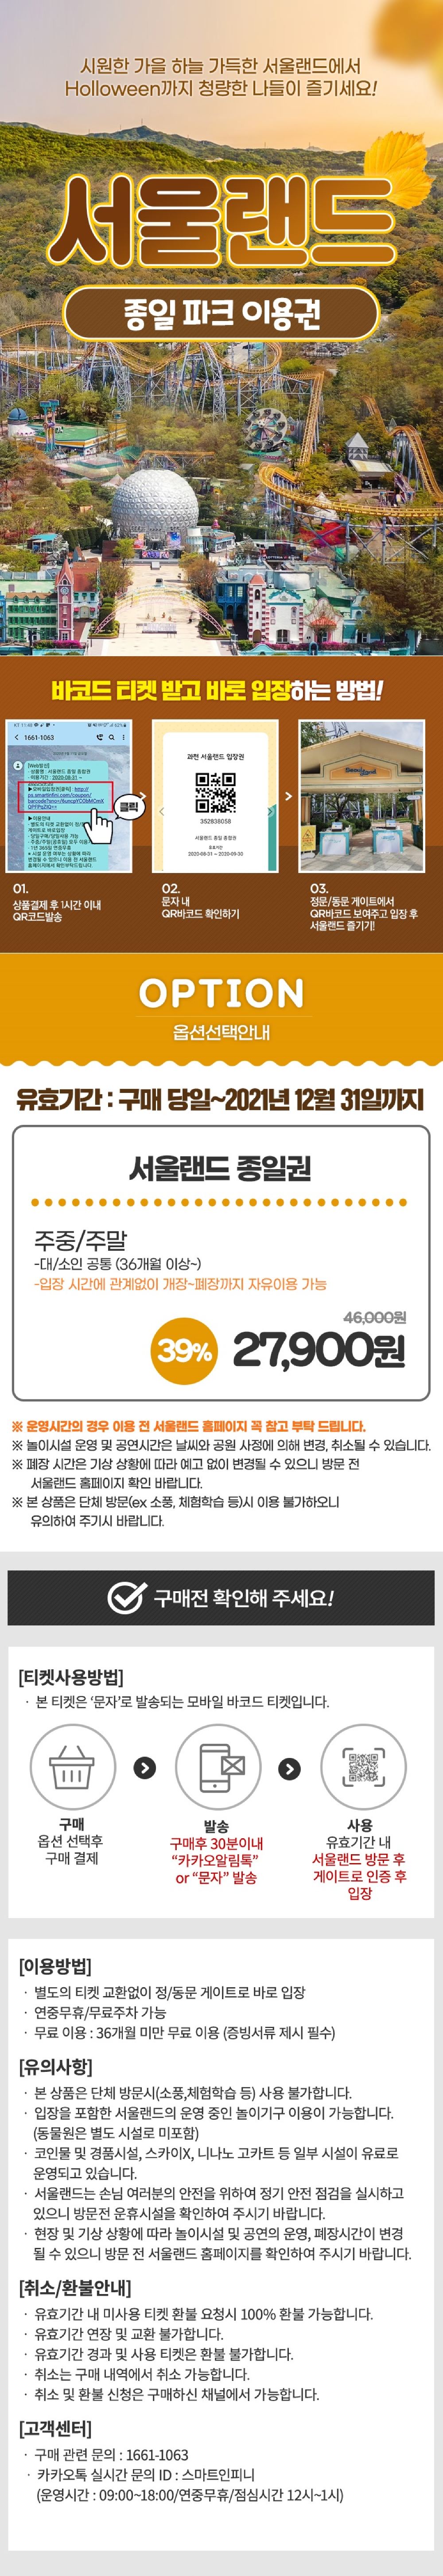 시원한 가을 하늘 가득한 서울랜드에서
Holloween까지 청량한 나들이 즐기세요!
서울랜드
종일 파크 이용권
바코드 티켓 받고 바로 입장하는 방법!
1661-1063
[Web발신]
클릭
과천 서울랜드 입장권
352838058
서울랜드 종일 종합권
유효기간
2020-08-31 ~ 2020-09-30
01.
상품결제 후 1시간 이내
QR코드발송
02.
문자 내
QR바코드 확인하기
03.
정문/동문 게이트에서
QR바코드 보여주고 입장 후
서울랜드 즐기기!
OPTION
옵션선택안내
유효기간 : 구매 당일~2021년 12월 31일까지
서울랜드 종일권
주중/주말
-대/소인 공통 (36개월 이상~)
-입장 시간에 관계없이 개장~폐장까지 자유이용 가능
46,000원
39%
27,900원
※ 운영시간의 경우 이용 전 서울랜드 홈페이지 꼭 참고 부탁 드립니다.
※ 놀이시설 운영 및 공연시간은 날씨와 공원 사정에 의해 변경, 취소될 수 있습니다.
※ 폐장 시간은 기상 상황에 따라 예고 없이 변경될 수 있으니 방문 전
서울랜드 홈페이지 확인 바랍니다.
※ 본 상품은 단체 방문(ex 소풍, 체험학습 등)시 이용 불가하오니
유의하여 주기시 바랍니다.
구매전 확인해 주세요!
[티켓사용방법]
· 본 티켓은 '문자'로 발송되는 모바일 바코드 티켓입니다.
구매
옵션 선택후
구매 결제
발송
구매후 30분이내
"카카오알림톡"
or "문자" 발송
사용
유효기간 내
서울랜드 방문 후
게이트로 인증 후
입장
[이용방법]
· 별도의 티켓 교환없이 정/동문 게이트로 바로 입장
· 연중무휴/무료주차 가능
· 무료 이용 : 36개월 미만 무료 이용 (증빙서류 제시 필수)
[유의사항]
· 본 상품은 단체 방문시(소풍,체험학습 등) 사용 불가합니다.
· 입장을 포함한 서울랜드의 운영 중인 놀이기구 이용이 가능합니다.
(동물원은 별도 시설로 미포함)
· 코인물 및 경품시설, 스카이X, 니나노 고카트 등 일부 시설이 유료로
운영되고 있습니다.
· 서울랜드는 손님 여러분의 안전을 위하여 정기 안전 점검을 실시하고
있으니 방문전 운휴시설을 확인하여 주시기 바랍니다.
· 현장 및 기상 상황에 따라 놀이시설 및 공연의 운영, 폐장시간이 변경
될 수 있으니 방문 전 서울랜드 홈페이지를 확인하여 주시기 바랍니다.
[취소/환불안내]
· 유효기간 내 미사용 티켓 환불 요청시 100% 환불 가능합니다.
· 유효기간 연장 및 교환 불가합니다.
· 유효기간 경과 및 사용 티켓은 환불 불가합니다.
· 취소는 구매 내역에서 취소 가능합니다.
· 취소 및 환불 신청은 구매하신 채널에서 가능합니다.
[고객센터]
· 구매 관련 문의 : 1661-1063
· 카카오톡 실시간 문의 ID : 스마트인피니
(운영시간 : 09:00~18:00/연중무휴/점심시간 12시~1시)